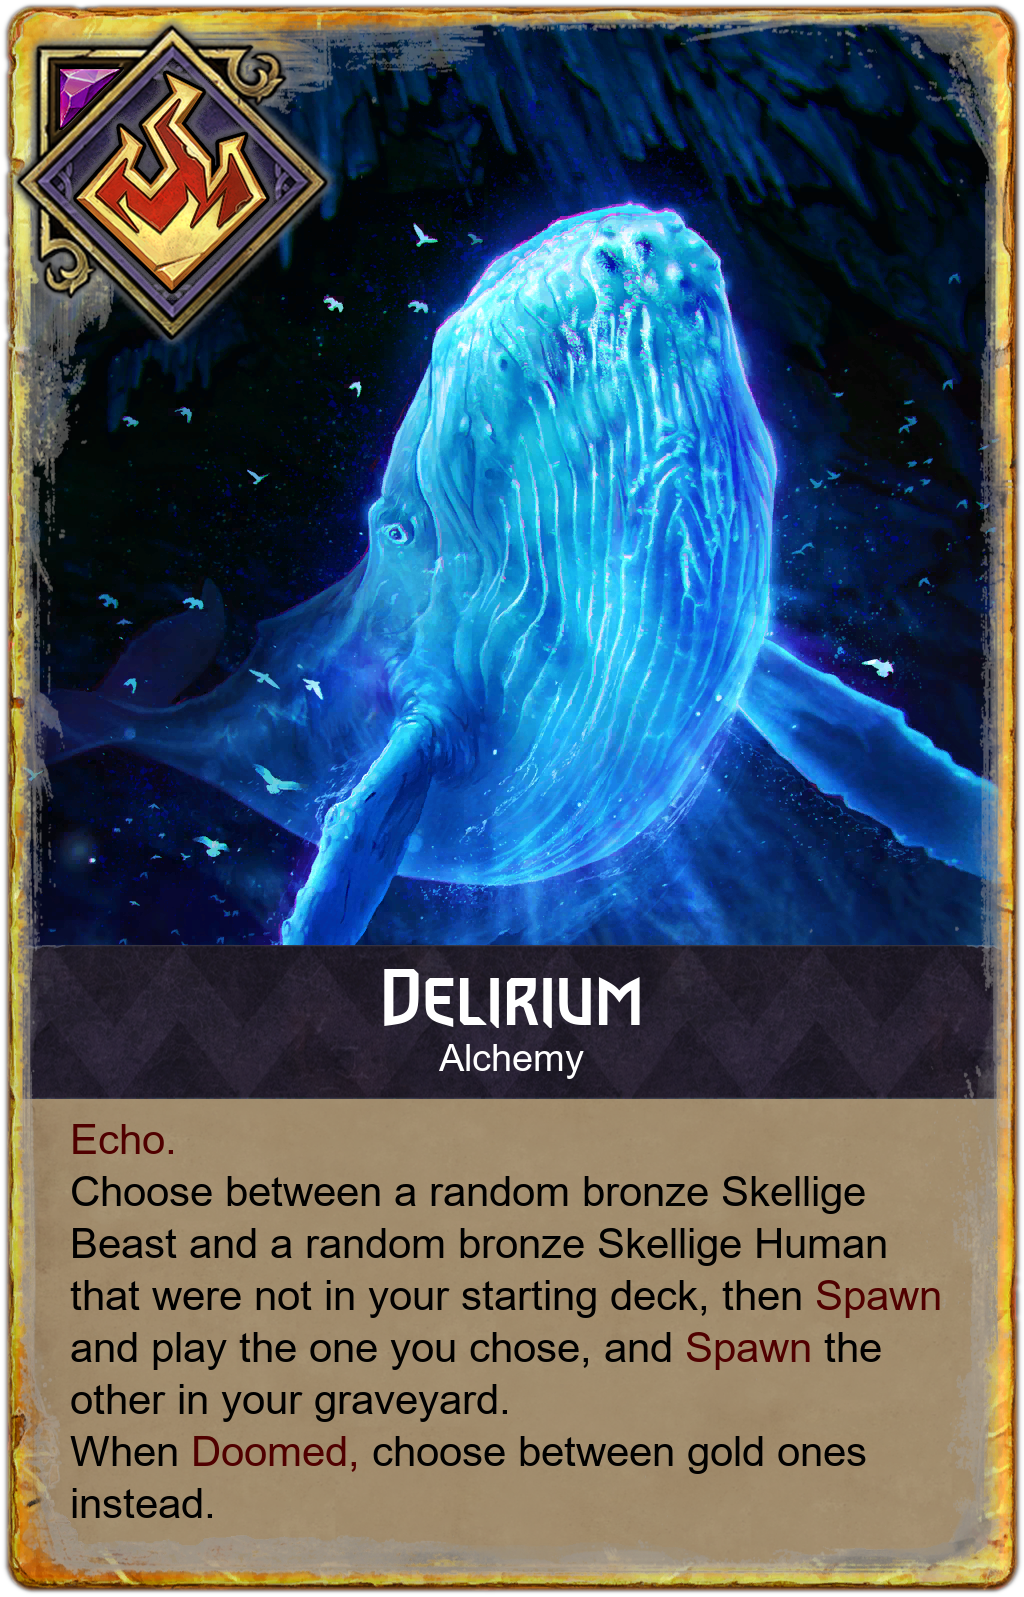 Delirium
Alchemy
Echo.
Choose between a random bronze Skellige
Beast and a random bronze Skellige Human
that were not in your starting deck, then Spawn
and play the one you chose, and Spawn the
other in your graveyard.
When Doomed, choose between gold ones
instead.